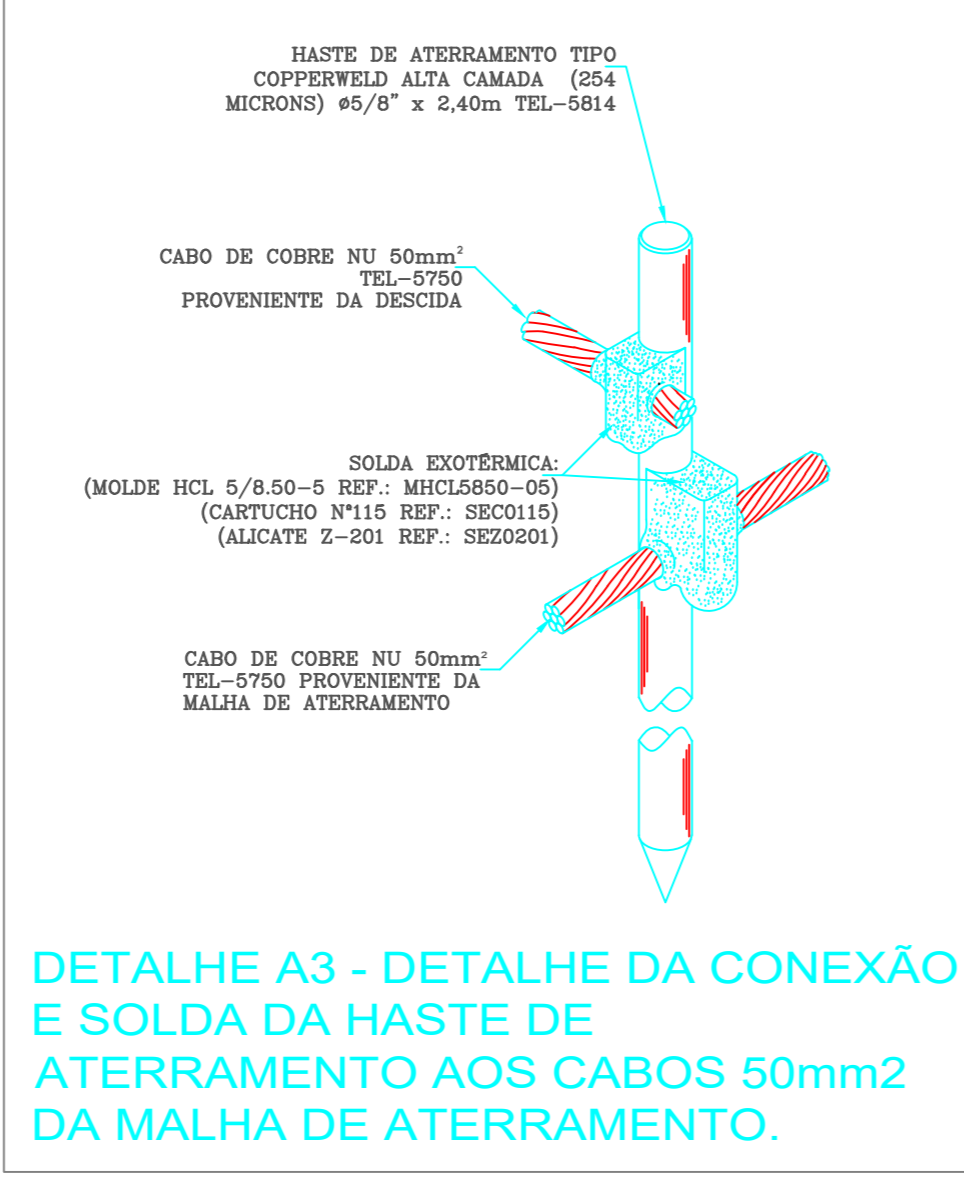 HASTE DE ATERRAMENTO TIPO
COPPERWELD ALTA CAMADA (254
MICRONS) ø5/8" x 2,40m TEL-5814
CABO DE COBRE NU 50mm²
TEL-5750
PROVENIENTE DA DESCIDA
SOLDA EXOTÉRMICA:
(MOLDE HCL 5/8.50-5 REF.: MHCL5850-05)
(CARTUCHO N°115 REF.: SEC0115)
(ALICATE Z-201 REF.: SEZ0201)
CABO DE COBRE NU 50mm²
TEL-5750 PROVENIENTE DA
MALHA DE ATERRAMENTO
DETALHE A3 - DETALHE DA CONEXÃO
E SOLDA DA HASTE DE
ATERRAMENTO AOS CABOS 50mm2
DA MALHA DE ATERRAMENTO.